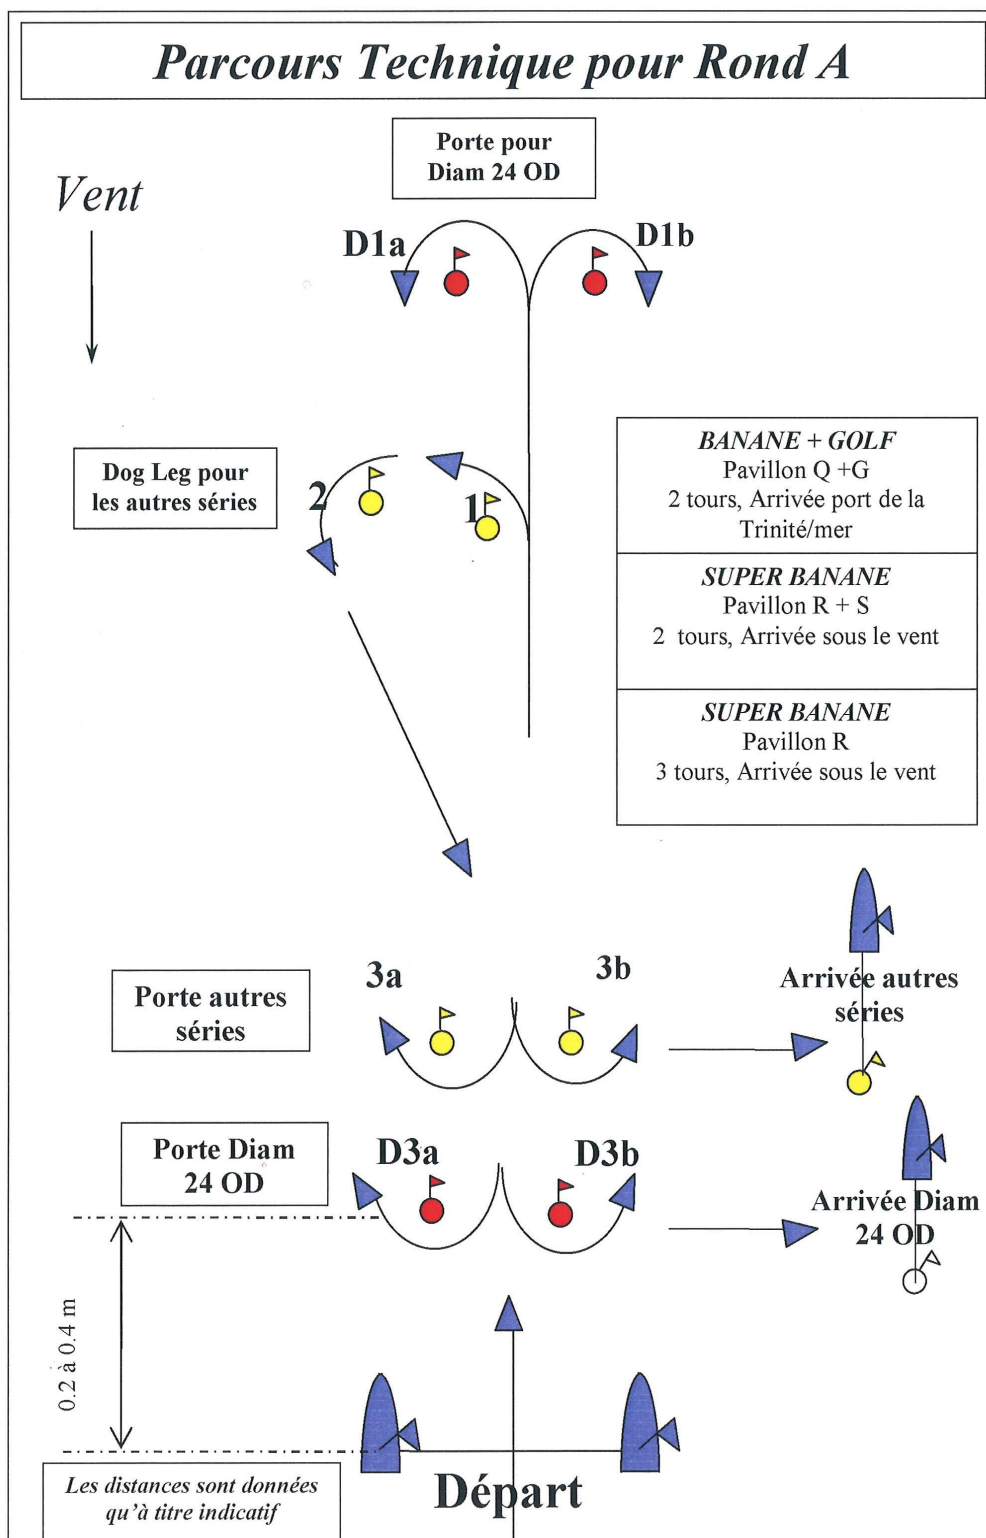 Parcours Technique pour Rond A
Porte pour
Diam 24 OD
Vent
D1a
D1b
Dog Leg pour
les autres séries
2
1
BANANE + GOLF
Pavillon Q +G
2 tours, Arrivée port de la
Trinité/mer
SUPER BANANE
Pavillon R + S
2 tours, Arrivée sous le vent
SUPER BANANE
Pavillon R
3 tours, Arrivée sous le vent
Porte autres
séries
3a
3b
Arrivée autres
séries
Porte Diam
24 OD
D3a
D3b
Arrivée Diam
24 OD
0.2 à 0.4 m
Départ
Les distances sont données
qu'à titre indicatif